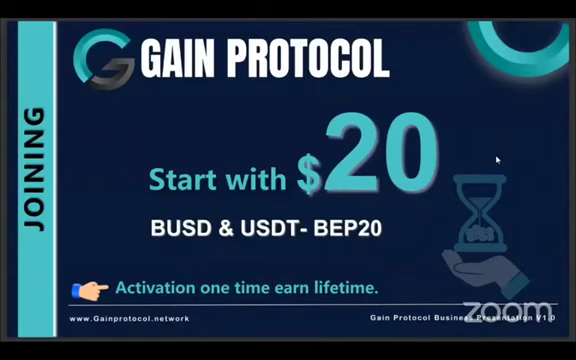 JOINING
GAIN PROTOCOL
Start with $20
BUSD & USDT- BEP20
Activation one time earn lifetime.
zoom
www.Gainprotocol.network
Gain Protocol Business Presentation V1.0